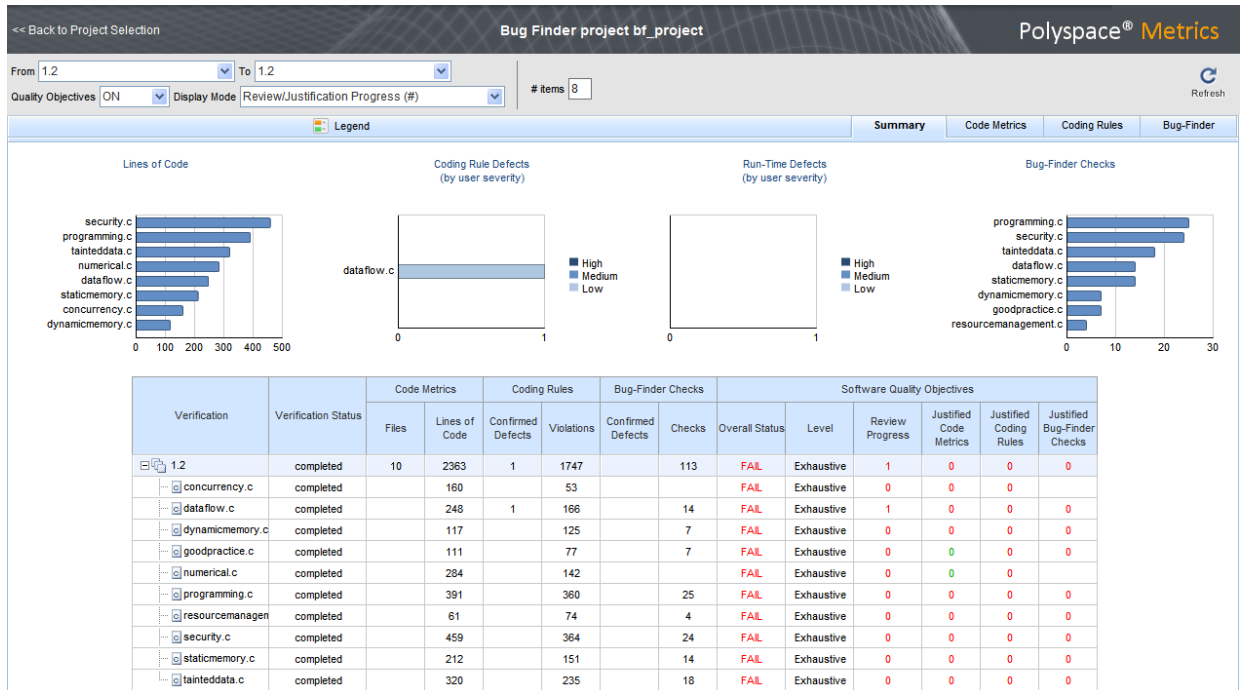 << Back to Project Selection
Bug Finder project bf_project
Polyspace® Metrics
From 1.2 To 1.2
Quality Objectives ON Display Mode Review/Justification Progress (#)
# items 8
Refresh
Legend
Summary Code Metrics Coding Rules Bug-Finder
Lines of Code
security.c
programming.c
tainteddata.c
numerical.c
dataflow.c
staticmemory.c
concurrency.c
dynamicmemory.c
0 100 200 300 400 500
Coding Rule Defects
(by user severity)
dataflow.c
High
Medium
Low
0 1
Run-Time Defects
(by user severity)
High
Medium
Low
0 1
Bug-Finder Checks
programming.c
security.c
tainteddata.c
dataflow.c
staticmemory.c
dynamicmemory.c
goodpractice.c
resourcemanagement.c
0 10 20 30
Verification Verification Status Code Metrics Coding Rules Bug-Finder Checks Software Quality Objectives
Files Lines of Code Confirmed Defects Violations Confirmed Defects Checks Overall Status Level Review Progress Justified Code Metrics Justified Coding Rules Justified Bug-Finder Checks
1.2 completed 10 2363 1 1747 113 FAIL Exhaustive 1 0 0 0
c concurrency.c completed 160 53 FAIL Exhaustive 0 0 0
c dataflow.c completed 248 1 166 14 FAIL Exhaustive 1 0 0 0
c dynamicmemory.c completed 117 125 7 FAIL Exhaustive 0 0 0 0
c goodpractice.c completed 111 77 7 FAIL Exhaustive 0 0 0 0
c numerical.c completed 284 142 FAIL Exhaustive 0 0 0
c programming.c completed 391 360 25 FAIL Exhaustive 0 0 0 0
c resourcemanagen completed 61 74 4 FAIL Exhaustive 0 0 0 0
c security.c completed 459 364 24 FAIL Exhaustive 0 0 0 0
c staticmemory.c completed 212 151 14 FAIL Exhaustive 0 0 0 0
c tainteddata.c completed 320 235 18 FAIL Exhaustive 0 0 0 0